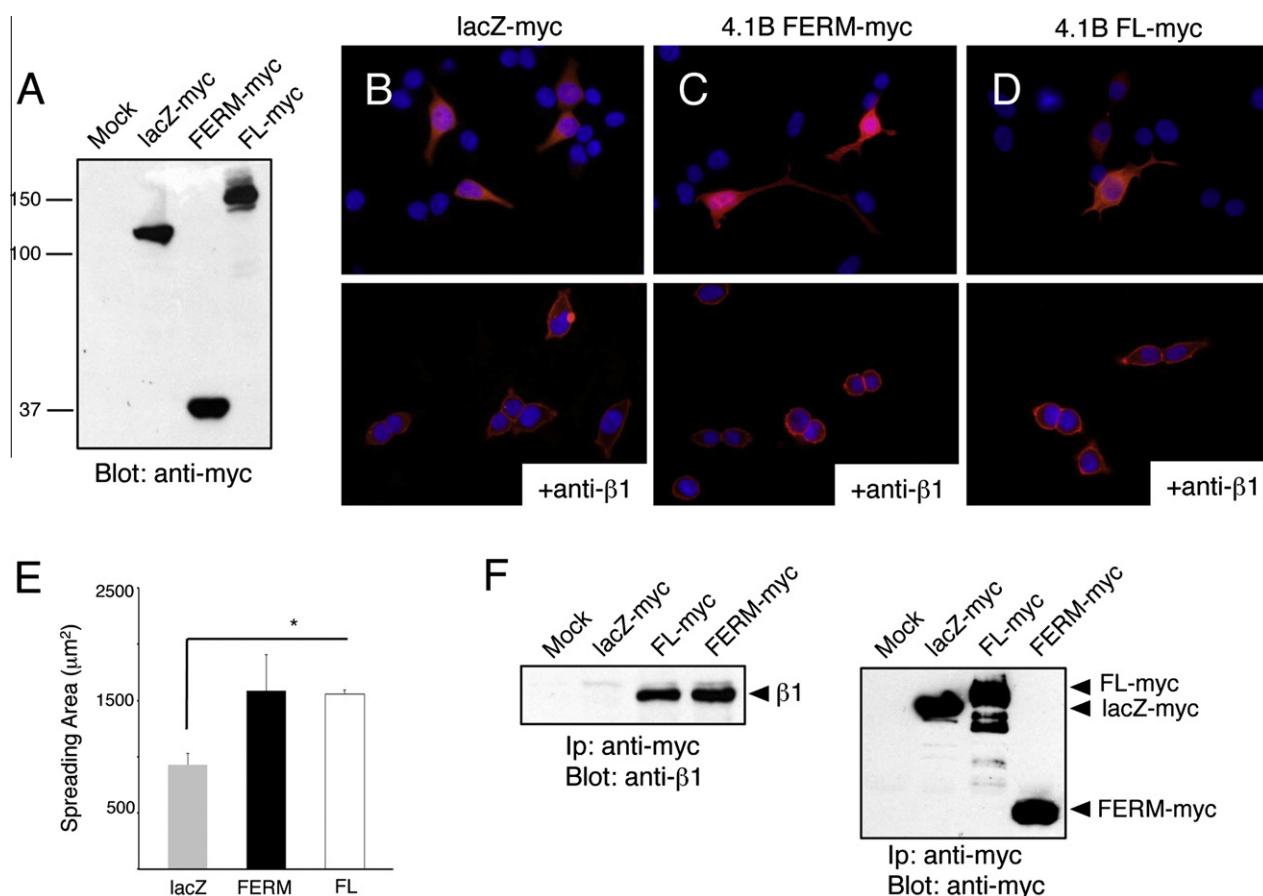 A
Mock
lacZ-myc
FERM-myc
FL-myc
150
100
37
Blot: anti-myc
lacZ-myc
4.1B FERM-myc
4.1B FL-myc
B
C
D
+anti-β1
+anti-β1
+anti-β1
E
2500
1500
500
Spreading Area (μm²)
*
lacZ
FERM
FL
F
Mock
lacZ-myc
FL-myc
FERM-myc
β1
Ip: anti-myc
Blot: anti-β1
Mock
lacZ-myc
FL-myc
FERM-myc
FL-myc
lacZ-myc
FERM-myc
Ip: anti-myc
Blot: anti-myc